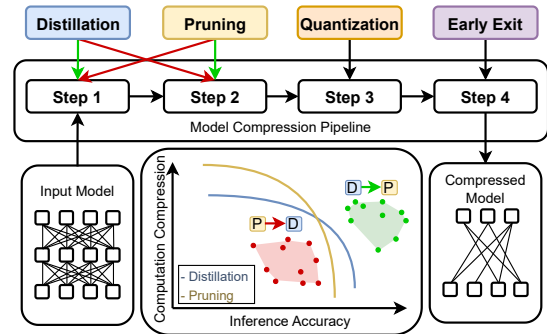 Distillation Pruning Quantization Early Exit
Step 1 Step 2 Step 3 Step 4
Model Compression Pipeline
Input Model
Computation Compression
D P
P D
- Distillation
- Pruning
Inference Accuracy
Compressed
Model